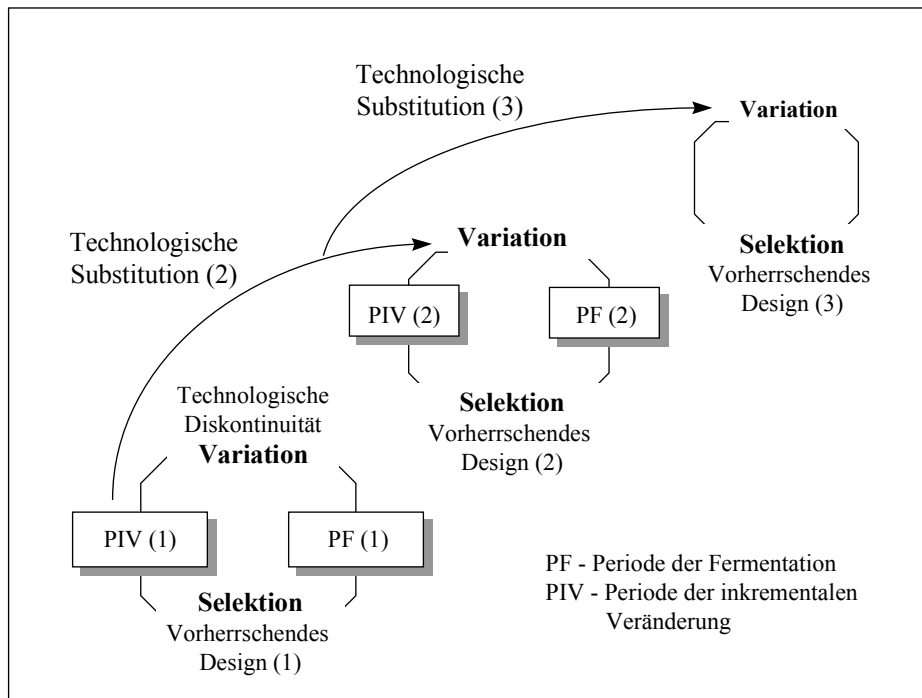 Technologische
Substitution (3)
Variation
Selektion
Vorherrschendes
Design (3)
Technologische
Substitution (2)
Variation
PIV (2)
PF (2)
Selektion
Vorherrschendes
Design (2)
Technologische
Diskontinuität
Variation
PIV (1)
PF (1)
Selektion
Vorherrschendes
Design (1)
PF - Periode der Fermentation
PIV - Periode der inkrementalen
Veränderung